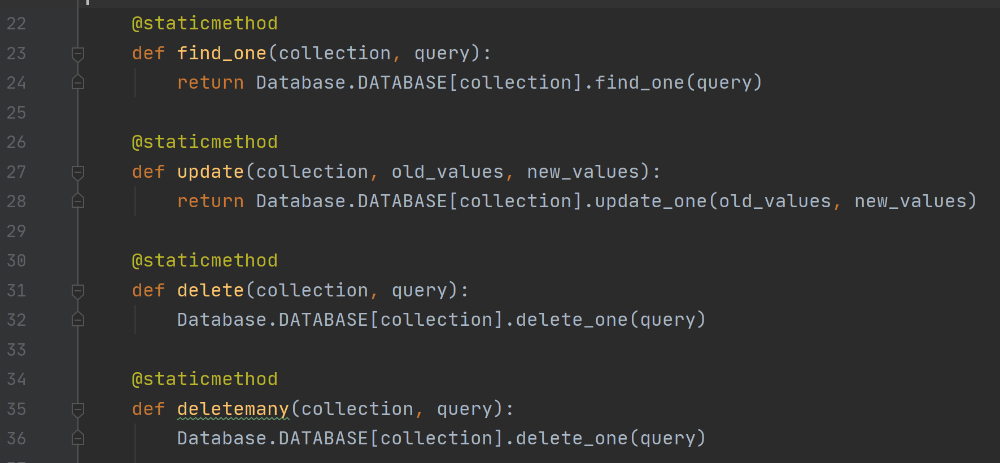 22 @staticmethod
23 def find_one(collection, query):
24 return Database.DATABASE[collection].find_one(query)
25
26 @staticmethod
27 def update(collection, old_values, new_values):
28 return Database.DATABASE[collection].update_one(old_values, new_values)
29
30 @staticmethod
31 def delete(collection, query):
32 Database.DATABASE[collection].delete_one(query)
33
34 @staticmethod
35 def deletemany(collection, query):
36 Database.DATABASE[collection].delete_one(query)